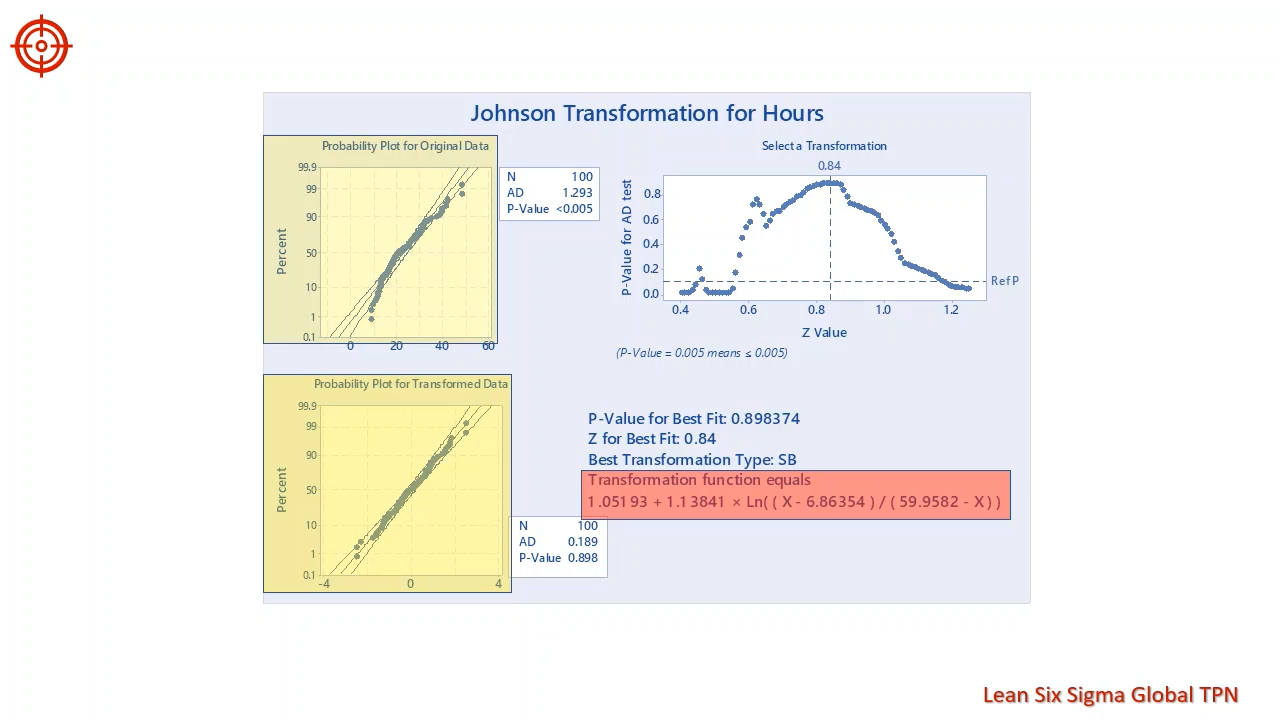 Johnson Transformation for Hours
Probability Plot for Original Data
99.9
99
90
50
10
1
0.1
Percent
0 20 40 60
N 100
AD 1.293
P-Value <0.005
Select a Transformation
0.84
0.8
0.6
0.4
0.2
0.0
P-Value for AD test
Ref P
0.4 0.6 0.8 1.0 1.2
Z Value
(P-Value = 0.005 means ≤ 0.005)
Probability Plot for Transformed Data
99.9
99
90
50
10
1
0.1
Percent
-4 0 4
N 100
AD 0.189
P-Value 0.898
P-Value for Best Fit: 0.898374
Z for Best Fit: 0.84
Best Transformation Type: SB
Transformation function equals
1.05193 + 1.13841 × Ln( ( X - 6.86354 ) / ( 59.9582 - X ) )
Lean Six Sigma Global TPN